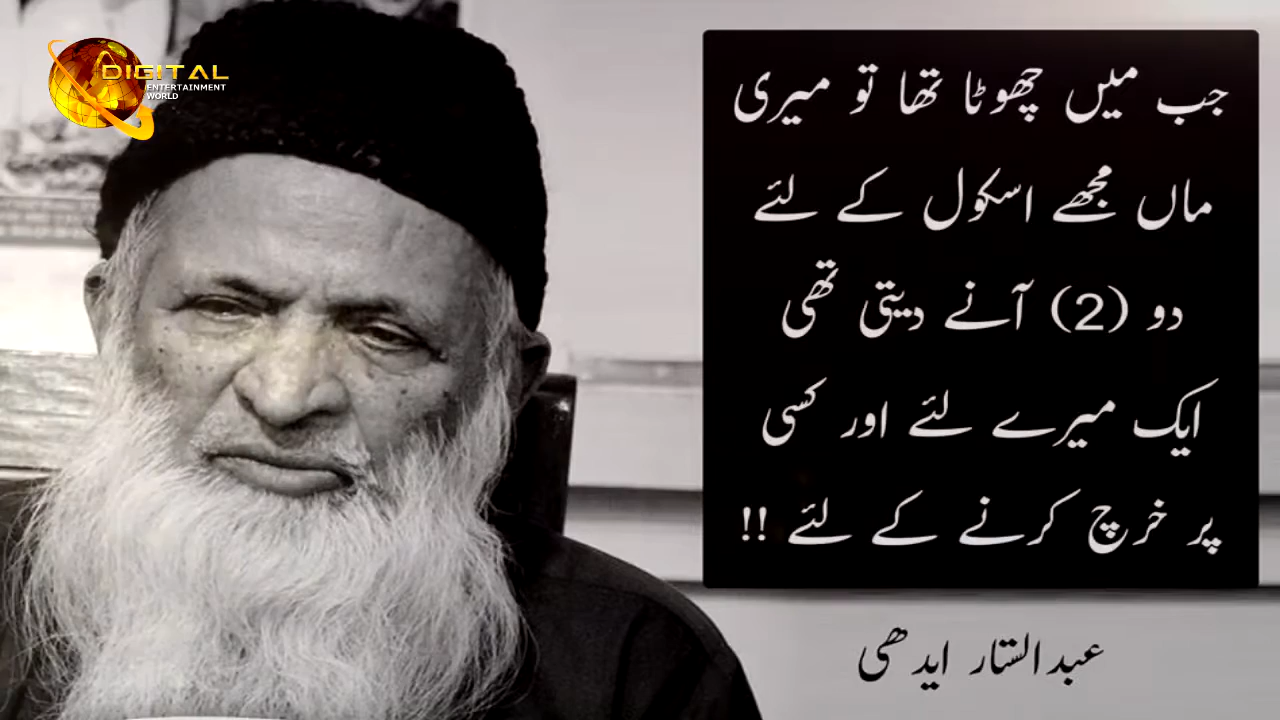 DIGITAL
ENTERTAINMENT
WORLD
جب میں چھوٹا تھا تو میری
ماں مجھے اسکول کے لئے
دو (2) آنے دیتی تھی
ایک میرے لئے اور کسی
پر خرچ کرنے کے لئے !!
عبدالستار ایدھی